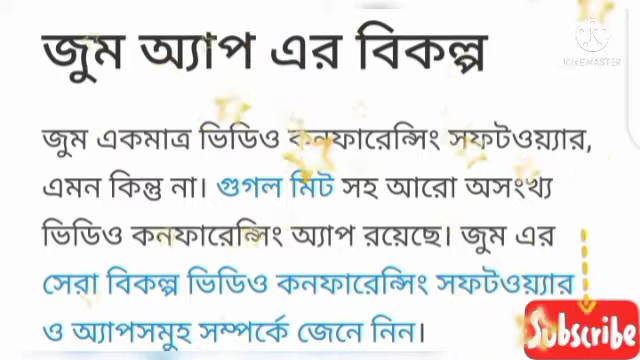 জুম অ্যাপ এর বিকল্প
KINEMASTER
জুম একমাত্র ভিডিও কনফারেন্সিং সফটওয়্যার,
এমন কিন্তু না। গুগল মিট সহ আরো অসংখ্য
ভিডিও কনফারেন্সিং অ্যাপ রয়েছে। জুম এর
সেরা বিকল্প ভিডিও কনফারেন্সিং সফটওয়্যার
ও অ্যাপসমুহ সম্পর্কে জেনে নিন।
Subscribe